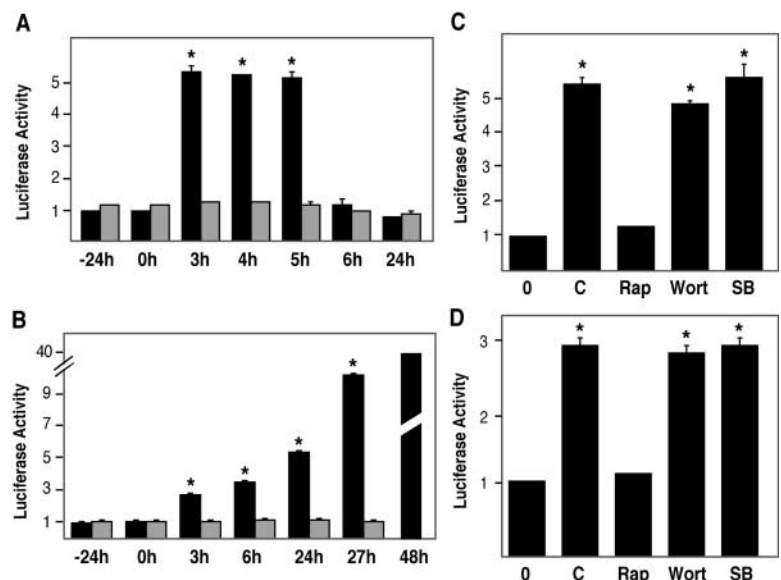 A
Luciferase Activity
5
4
3
2
1
* * *
-24h 0h 3h 4h 5h 6h 24h
B
Luciferase Activity
40
9
7
5
3
1
* * * *
-24h 0h 3h 6h 24h 27h 48h
C
Luciferase Activity
5
4
3
2
1
* * *
0 C Rap Wort SB
D
Luciferase Activity
3
2
1
* * *
0 C Rap Wort SB